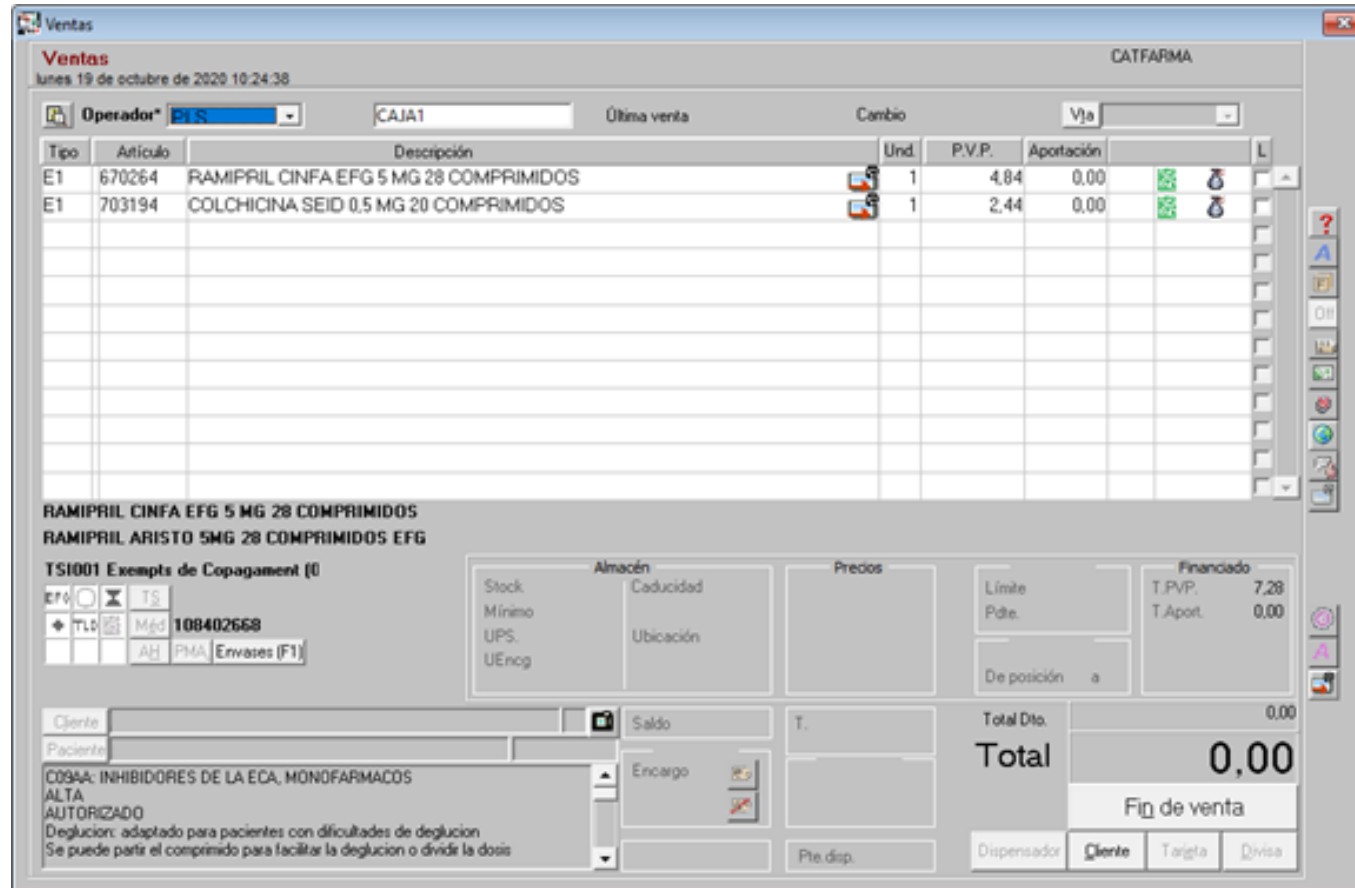 Ventas
Ventas
CATFARMA
lunes 19 de octubre de 2020 10:24:38
Operador* PLS CAJA1 Última venta Cambio Vta
Tipo Artículo Descripción Und. P.V.P. Aportación L
E1 670264 RAMIPRIL CINFA EFG 5 MG 28 COMPRIMIDOS 1 4,84 0,00
E1 703194 COLCHICINA SEID 0,5 MG 20 COMPRIMIDOS 1 2,44 0,00
Off
RAMIPRIL CINFA EFG 5 MG 28 COMPRIMIDOS
RAMIPRIL ARISTO 5MG 28 COMPRIMIDOS EFG
TSI001 Exempts de Copagament (0
EFG TS
TLD Méd 108402668
AH PMA Envases (F1)
Almacén
Stock Caducidad
Mínimo
UPS. Ubicación
UEncg
Precios
Límite
Pdte.
De posición a
Financiado
T.PVP. 7,28
T.Aport. 0,00
Cliente
Paciente
Saldo
T.
Total Dto. 0,00
Total 0,00
Encargo
C09AA: INHIBIDORES DE LA ECA, MONOFARMACOS
ALTA
AUTORIZADO
Deglucion: adaptado para pacientes con dificultades de deglucion
Se puede partir el comprimido para facilitar la deglucion o dividir la dosis
Pte.disp.
Fin de venta
Dispensador Cliente Tarjeta Divisa